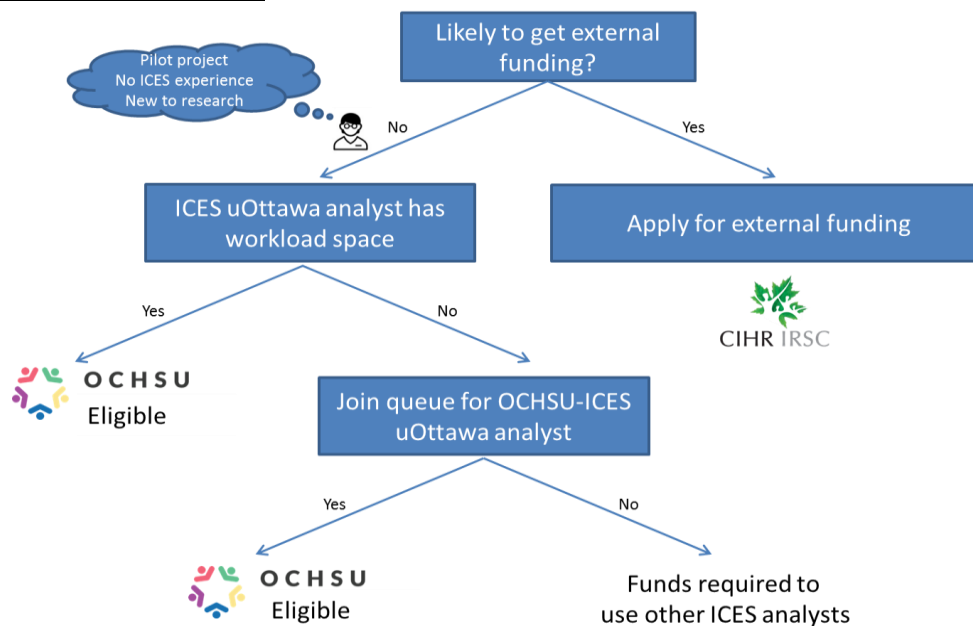 Likely to get external
funding?
Pilot project
No ICES experience
New to research
No
Yes
ICES uOttawa analyst has
workload space
Apply for external funding
CIHR IRSC
Yes
No
OCHSU
Eligible
Join queue for OCHSU-ICES
uOttawa analyst
Yes
No
OCHSU
Eligible
Funds required to
use other ICES analysts